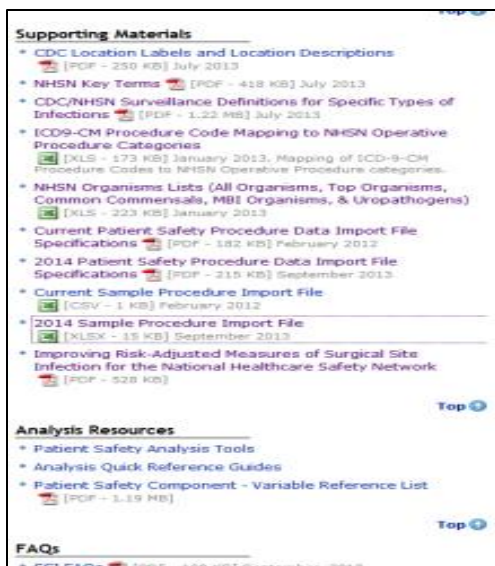 Top
Supporting Materials
• CDC Location Labels and Location Descriptions
[PDF - 250 KB] July 2013
• NHSN Key Terms [PDF - 418 KB] July 2013
• CDC/NHSN Surveillance Definitions for Specific Types of
Infections [PDF - 1.22 MB] July 2013
• ICD9-CM Procedure Code Mapping to NHSN Operative
Procedure Categories
[XLS - 173 KB] January 2013, Mapping of ICD-9-CM
Procedure Codes to NHSN Operative Procedure categories.
• NHSN Organisms Lists (All Organisms, Top Organisms,
Common Commensals, MBI Organisms, & Uropathogens)
[XLS - 223 KB] January 2013
• Current Patient Safety Procedure Data Import File
Specifications [PDF - 182 KB] February 2012
• 2014 Patient Safety Procedure Data Import File
Specifications [PDF - 215 KB] September 2013
• Current Sample Procedure Import File
[CSV - 1 KB] February 2012
• 2014 Sample Procedure Import File
[XLSX - 15 KB] September 2013
• Improving Risk-Adjusted Measures of Surgical Site
Infection for the National Healthcare Safety Network
[PDF - 528 KB]
Top
Analysis Resources
• Patient Safety Analysis Tools
• Analysis Quick Reference Guides
• Patient Safety Component - Variable Reference List
[PDF - 1.19 MB]
Top
FAQs